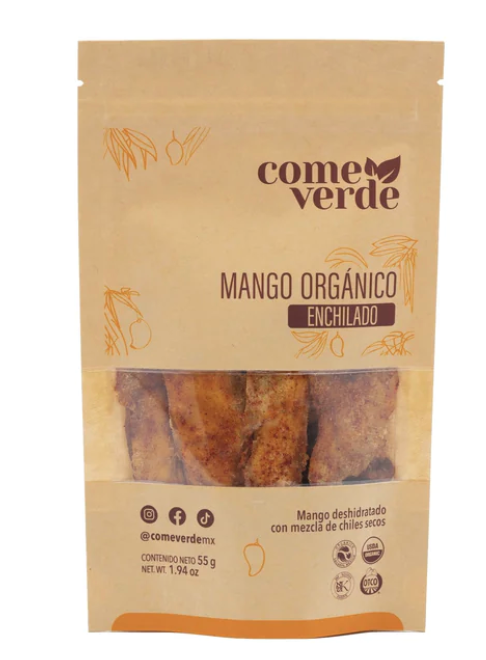 come
verde
MANGO ORGÁNICO
ENCHILADO
Mango deshidratado
con mezcla de chiles secos
@comeverdemx
CONTENIDO NETO 55 g
NET. WT. 1.94 OZ
USDA
ORGANIC
K
OTCO